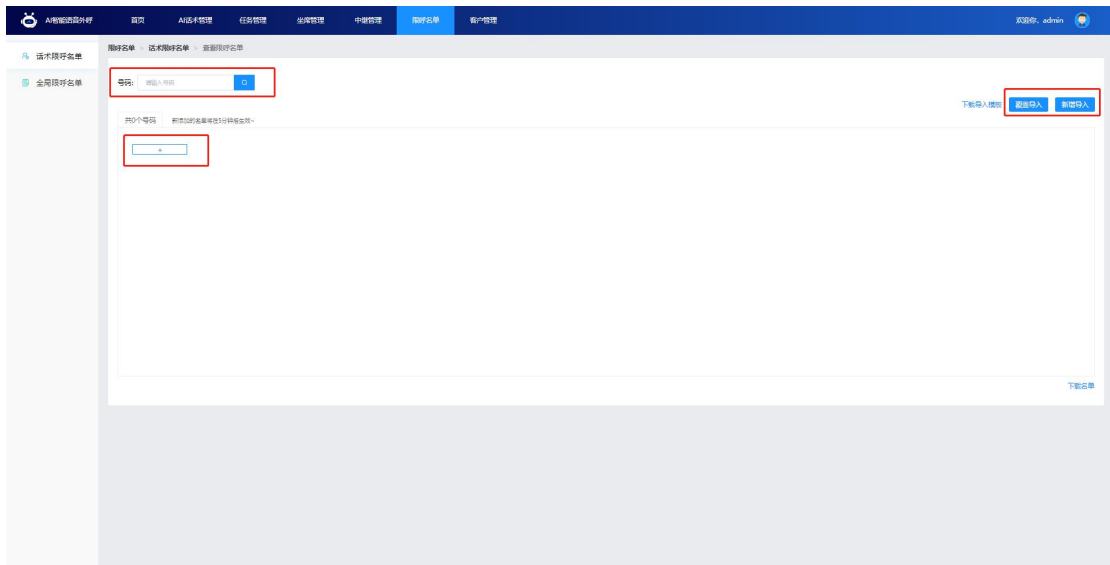 AI智能语音外呼 首页 AI话术管理 任务管理 坐席管理 中继管理 限呼名单 客户管理 欢迎你, admin
话术限呼名单
全局限呼名单
限呼名单 > 话术限呼名单 > 查看限呼名单
号码: 请输入号码
下载导入模板 覆盖导入 新增导入
共0个号码 新添加的名单将在5分钟后生效~
+
下载名单